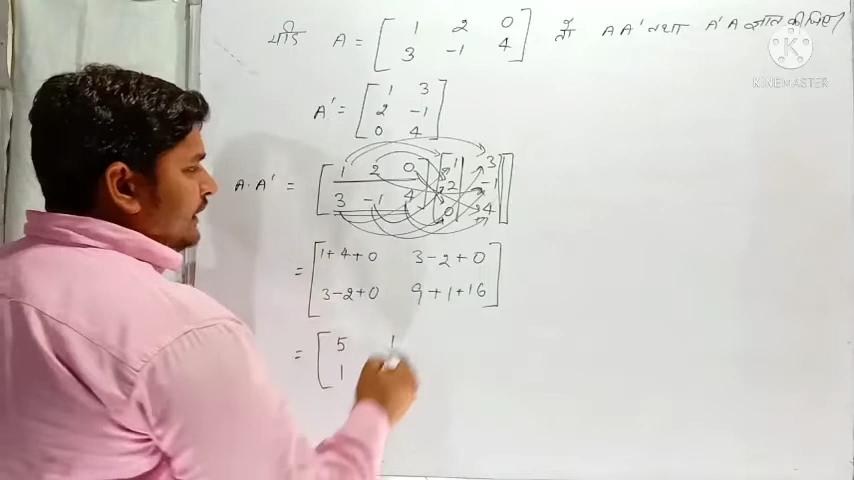 यदि A = [ 1 2 0 तो AA' तथा A'A ज्ञात कीजिए
3 -1 4 ]
A' = [ 1 3
2 -1
0 4 ]
A·A' = [ 1 2 0 ] [ 1 3 ]
[ 3 -1 4 ] [ 2 -1 ]
[ 0 4 ]
= [ 1+4+0 3-2+0
3-2+0 9+1+16 ]
= [ 5 1
1
KINEMASTER